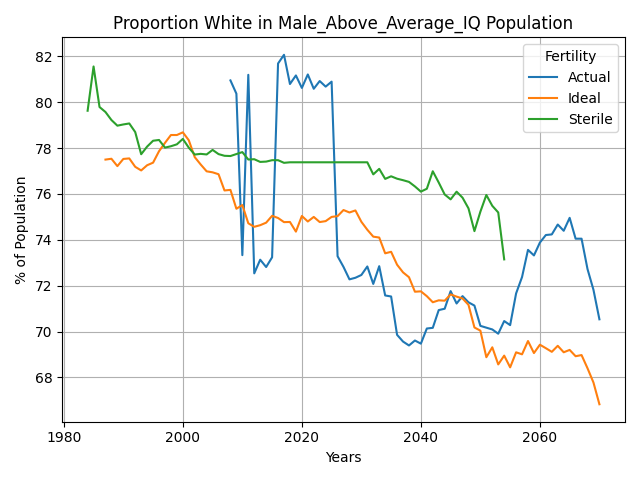 Proportion White in Male_Above_Average_IQ Population
% of Population
82
80
78
76
74
72
70
68
1980
2000
2020
2040
2060
Years
Fertility
Actual
Ideal
Sterile